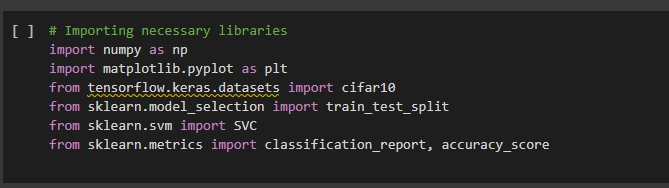 [ ] # Importing necessary libraries
import numpy as np
import matplotlib.pyplot as plt
from tensorflow.keras.datasets import cifar10
from sklearn.model_selection import train_test_split
from sklearn.svm import SVC
from sklearn.metrics import classification_report, accuracy_score